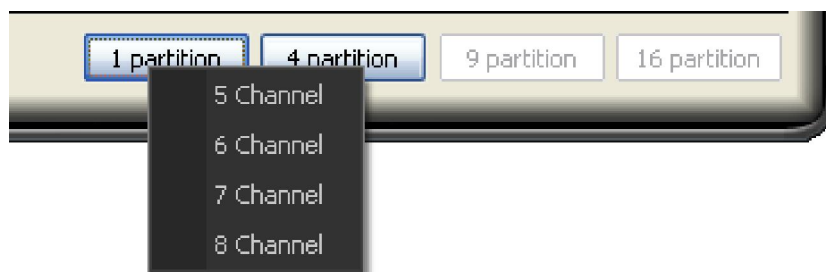 1 partition 4 partition 9 partition 16 partition
5 Channel
6 Channel
7 Channel
8 Channel